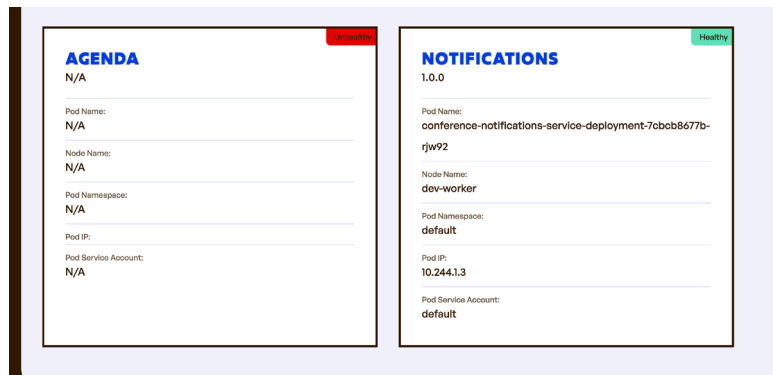 Unhealthy
AGENDA
N/A
Pod Name:
N/A
Node Name:
N/A
Pod Namespace:
N/A
Pod IP:
Pod Service Account:
N/A
Healthy
NOTIFICATIONS
1.0.0
Pod Name:
conference-notifications-service-deployment-7cbcb8677b-
rjw92
Node Name:
dev-worker
Pod Namespace:
default
Pod IP:
10.244.1.3
Pod Service Account:
default